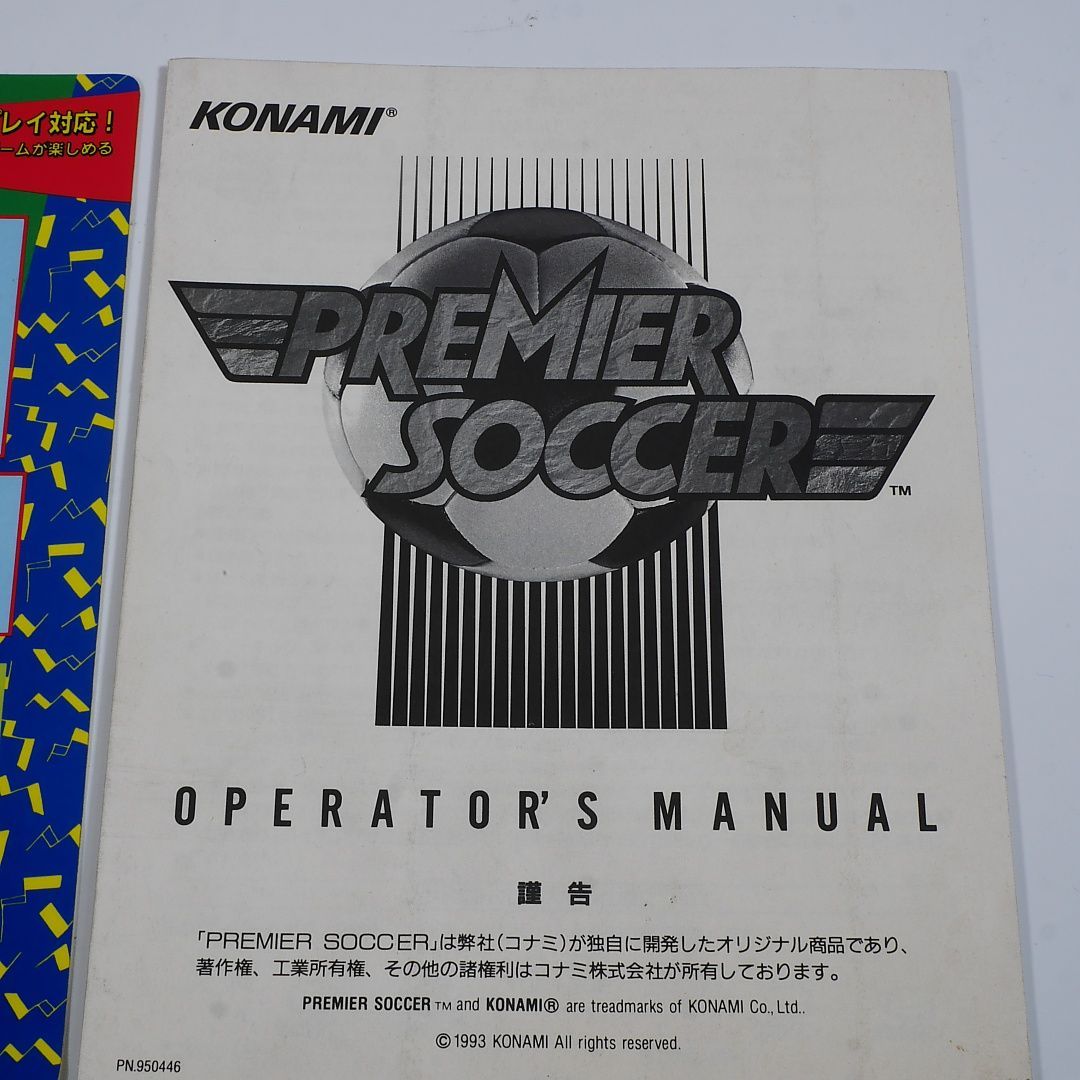 レイ対応!
ームが楽しめる
KONAMI®
PREMIER
SOCCER™
OPERATOR'S MANUAL
謹告
「PREMIER SOCCER」は弊社(コナミ)が独自に開発したオリジナル商品であり、
著作権、工業所有権、その他の諸権利はコナミ株式会社が所有しております。
PREMIER SOCCER™ and KONAMI® are treadmarks of KONAMI Co., Ltd..
©1993 KONAMI All rights reserved.
PN.950446